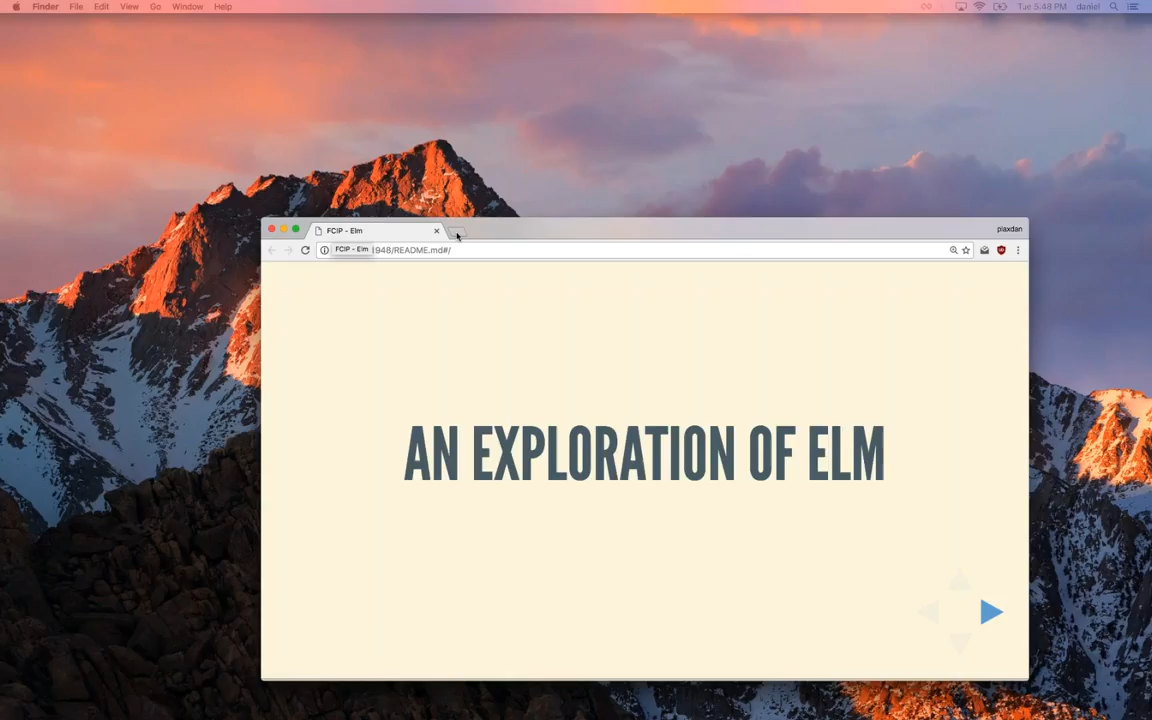 Finder File Edit View Go Window Help Tue 5:48 PM daniel
FCIP - Elm
plaxdan
FCIP - Elm 948/README.md#/
AN EXPLORATION OF ELM